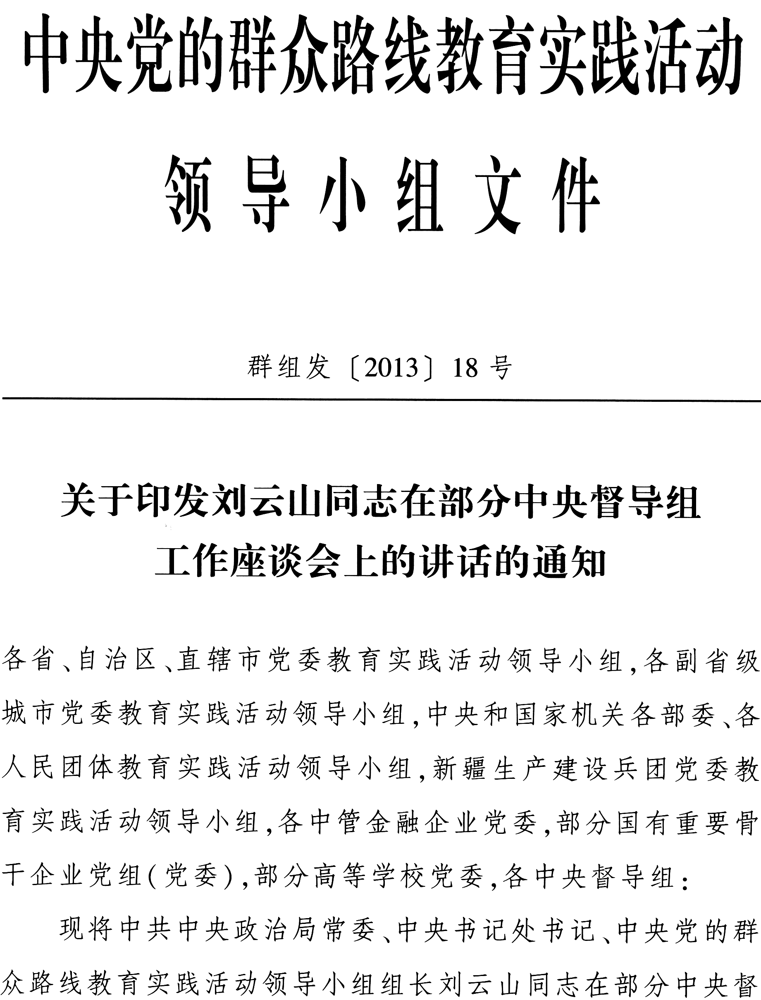 中央党的群众路线教育实践活动
领导小组文件
群组发〔2013〕18 号
关于印发刘云山同志在部分中央督导组
工作座谈会上的讲话的通知
各省、自治区、直辖市党委教育实践活动领导小组,各副省级
城市党委教育实践活动领导小组,中央和国家机关各部委、各
人民团体教育实践活动领导小组,新疆生产建设兵团党委教
育实践活动领导小组,各中管金融企业党委,部分国有重要骨
干企业党组(党委),部分高等学校党委,各中央督导组:
现将中共中央政治局常委、中央书记处书记、中央党的群
众路线教育实践活动领导小组组长刘云山同志在部分中央督